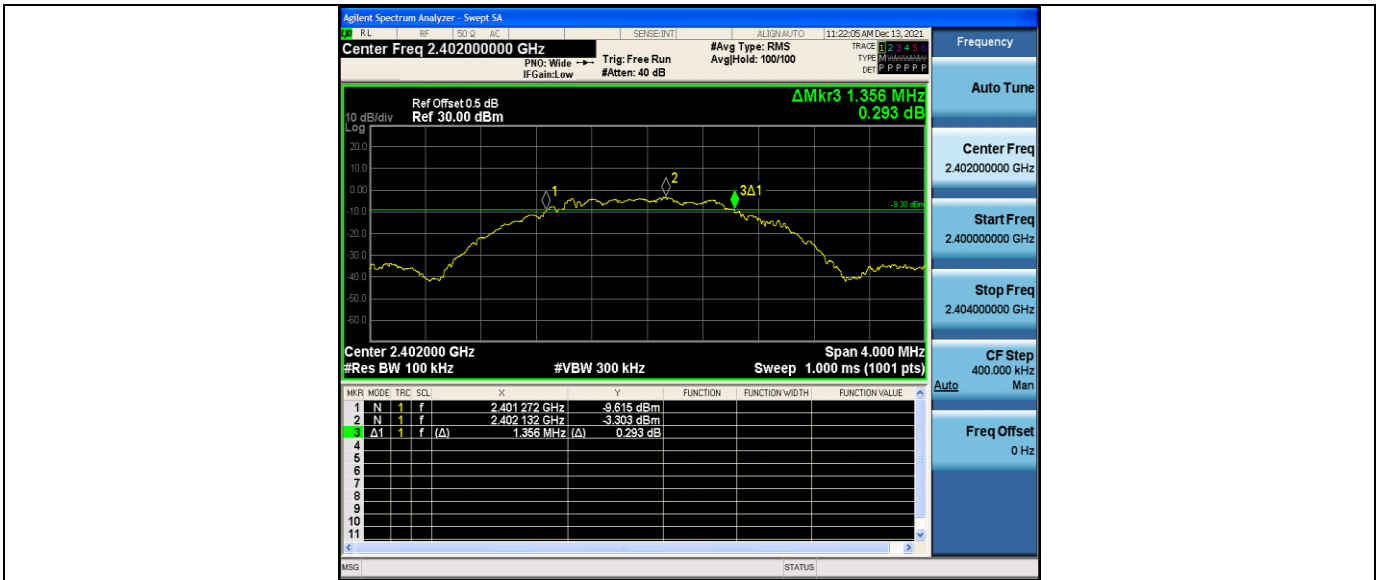 Agilent Spectrum Analyzer - Swept SA
RL RF 50 Ω AC SENSE:INT ALIGNAUTO 11:22:05 AM Dec 13, 2021
Center Freq 2.402000000 GHz
PNO: Wide
IFGain:Low
Trig: Free Run
#Atten: 40 dB
#Avg Type: RMS
Avg|Hold: 100/100
TRACE 1 2 3 4 5 6
TYPE M
DET P P P P P P
Ref Offset 0.5 dB
10 dB/div Ref 30.00 dBm
Log
ΔMkr3 1.356 MHz
0.293 dB
20.0
10.0
0.00
-10.0
-20.0
-30.0
-40.0
-50.0
-60.0
1
2
3Δ1
-9.30 dBm
Center 2.402000 GHz Span 4.000 MHz
#Res BW 100 kHz #VBW 300 kHz Sweep 1.000 ms (1001 pts)
MKR MODE TRC SCL X Y FUNCTION FUNCTION WIDTH FUNCTION VALUE
1 N 1 f 2.401 272 GHz -9.615 dBm
2 N 1 f 2.402 132 GHz -3.303 dBm
3 Δ1 1 f (Δ) 1.356 MHz (Δ) 0.293 dB
4
5
6
7
8
9
10
11
MSG STATUS
Frequency
Auto Tune
Center Freq
2.402000000 GHz
Start Freq
2.400000000 GHz
Stop Freq
2.404000000 GHz
CF Step
400.000 kHz
Auto Man
Freq Offset
0 Hz